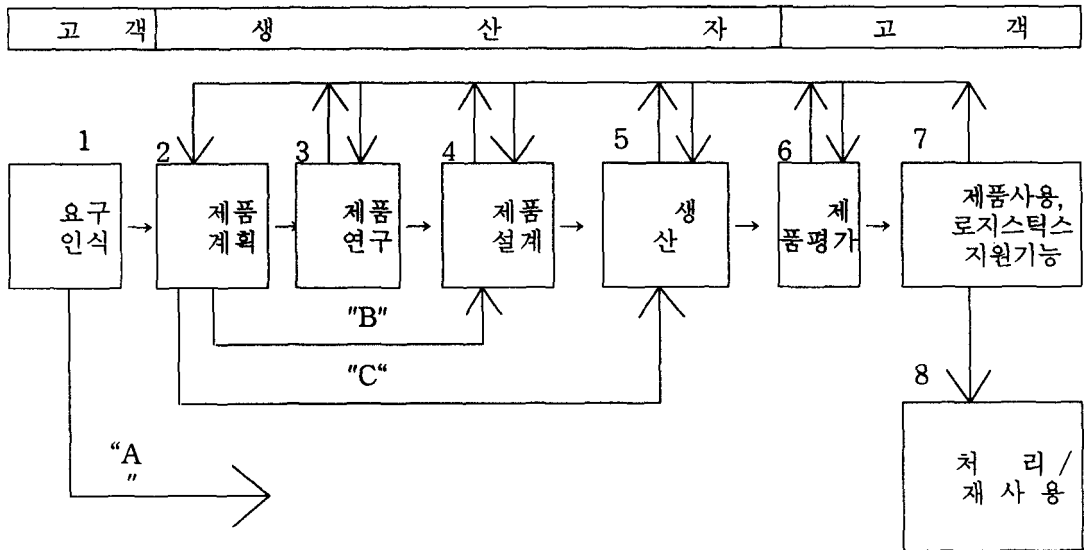 고 객 생 산 자 고 객
1 2 3 4 5 6 7
요구
인식
제품
계획
제품
연구
제품
설계
생
산
제
품평가
제품사용,
로지스틱스
지원기능
"B"
"C“
“A
"
8
처 리 /
재 사 용